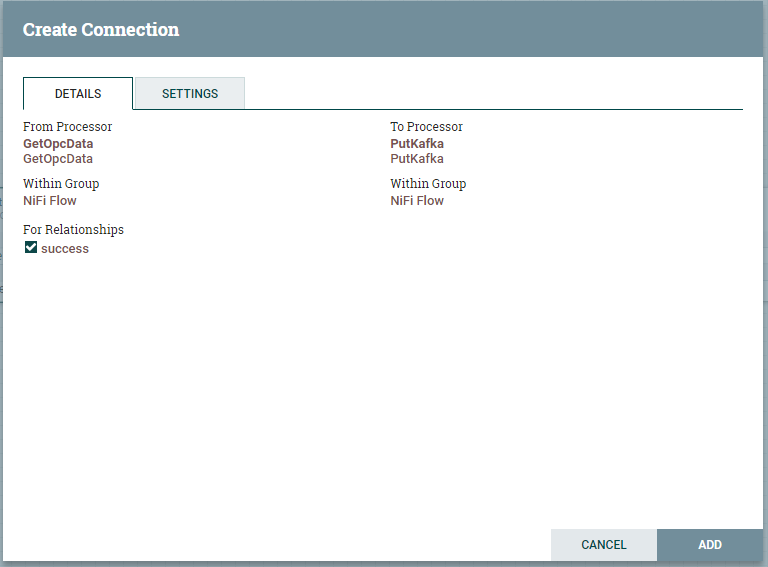 Create Connection
DETAILS
SETTINGS
From Processor
GetOpcData
GetOpcData
To Processor
PutKafka
PutKafka
Within Group
NiFi Flow
Within Group
NiFi Flow
For Relationships
success
CANCEL
ADD